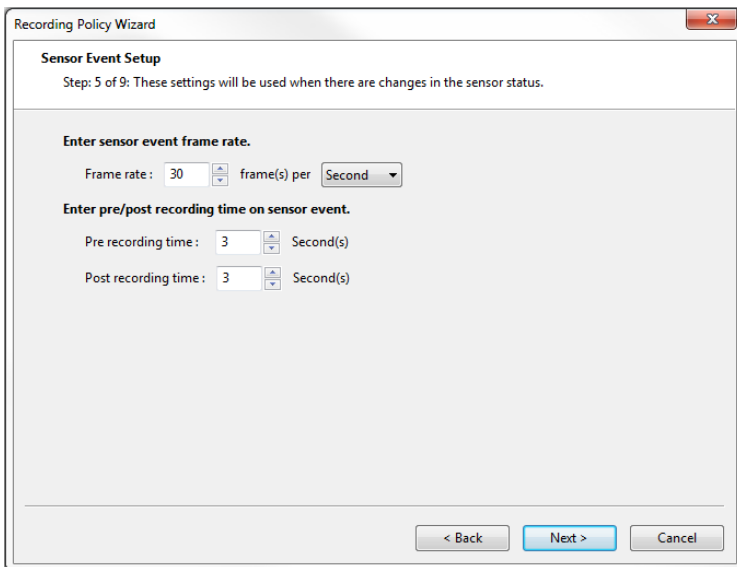 Recording Policy Wizard
Sensor Event Setup
Step: 5 of 9: These settings will be used when there are changes in the sensor status.
Enter sensor event frame rate.
Frame rate : 30 frame(s) per Second
Enter pre/post recording time on sensor event.
Pre recording time : 3 Second(s)
Post recording time : 3 Second(s)
< Back Next > Cancel